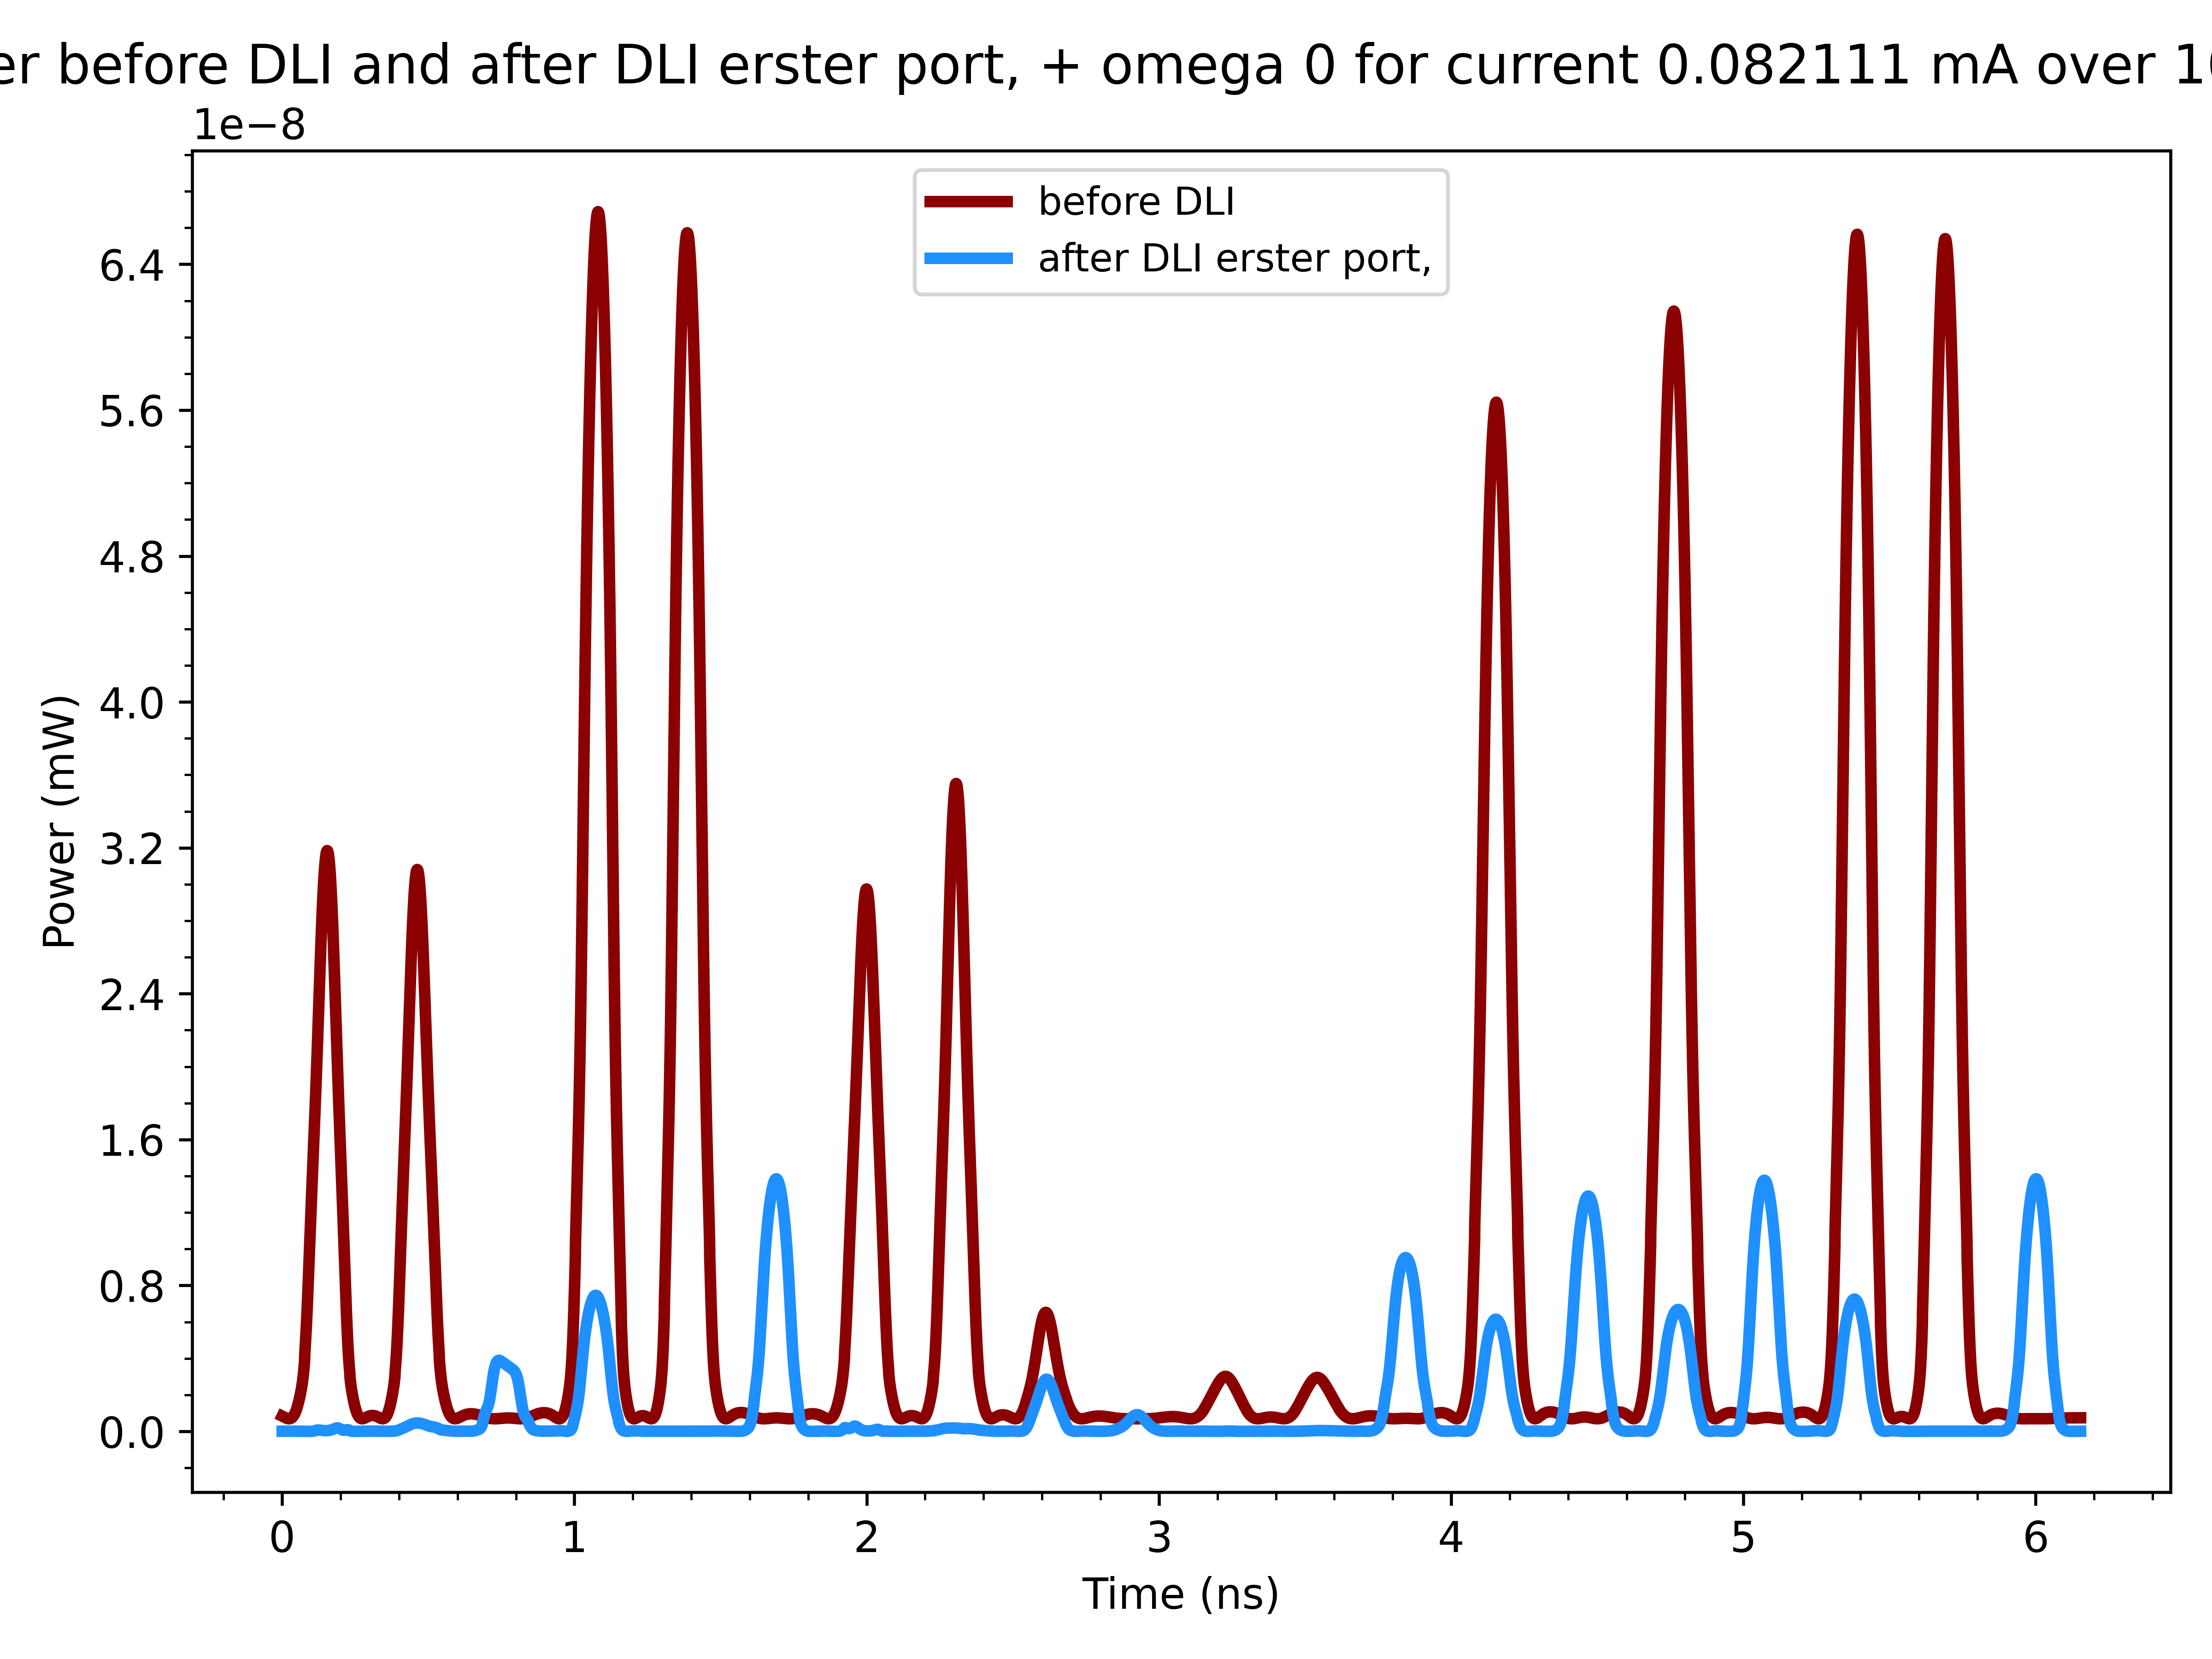 er before DLI and after DLI erster port, + omega 0 for current 0.082111 mA over 1
1e−8
before DLI
after DLI erster port,
6.4
5.6
4.8
4.0
3.2
2.4
1.6
0.8
0.0
Power (mW)
0 1 2 3 4 5 6
Time (ns)